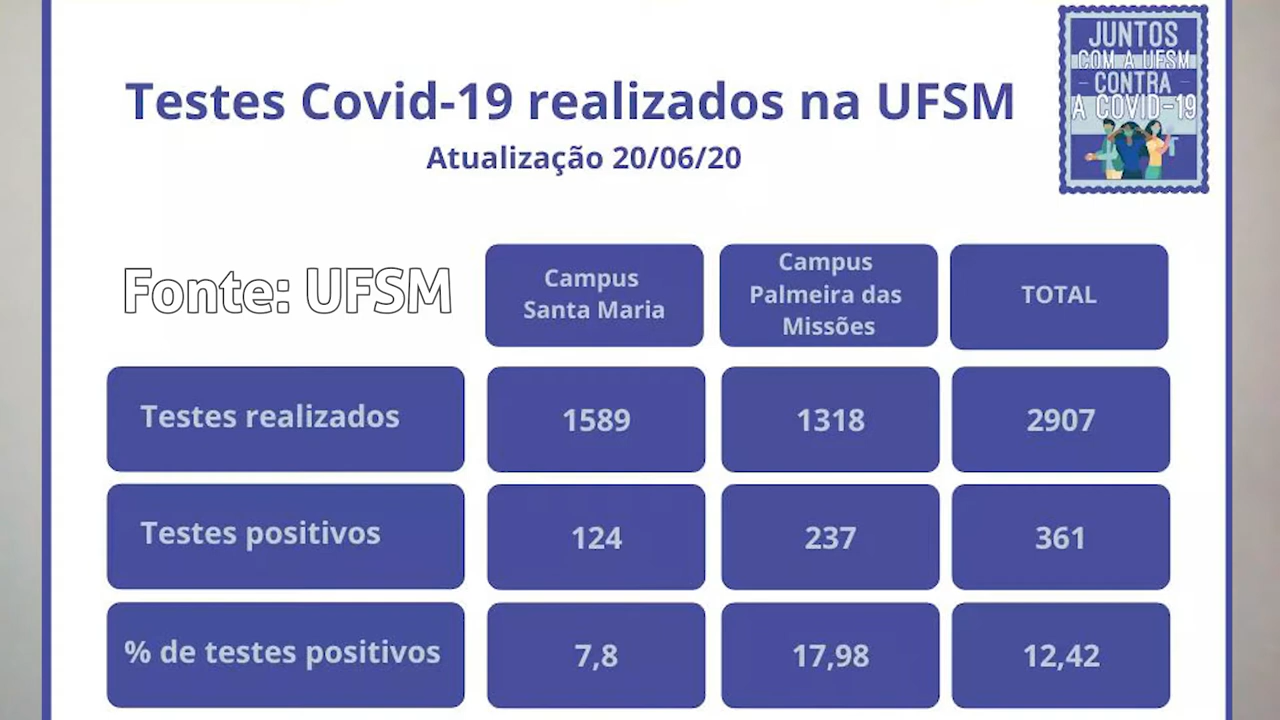 JUNTOS
COM A UFSM
CONTRA
A COVID-19
Testes Covid-19 realizados na UFSM
Atualização 20/06/20
Fonte: UFSM
Campus
Santa Maria
Campus
Palmeira das
Missões
TOTAL
Testes realizados
1589
1318
2907
Testes positivos
124
237
361
% de testes positivos
7,8
17,98
12,42